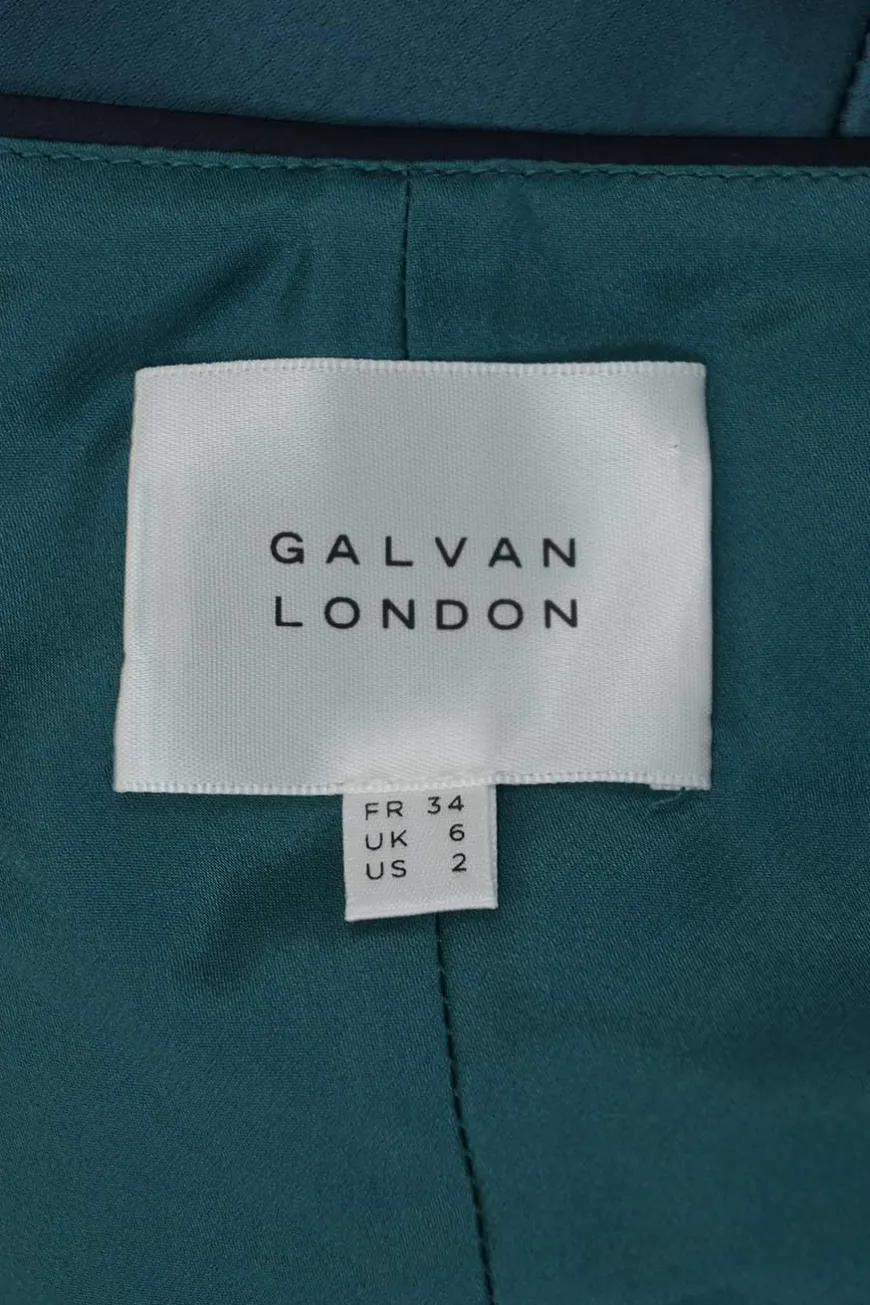 GALVAN
LONDON
FR 34
UK 6
US 2